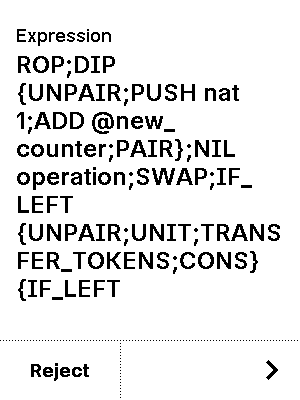 Expression
ROP;DIP
{UNPAIR;PUSH nat
1;ADD @new_
counter;PAIR};NIL
operation;SWAP;IF_
LEFT
{UNPAIR;UNIT;TRANS
FER_TOKENS;CONS}
{IF_LEFT
Reject